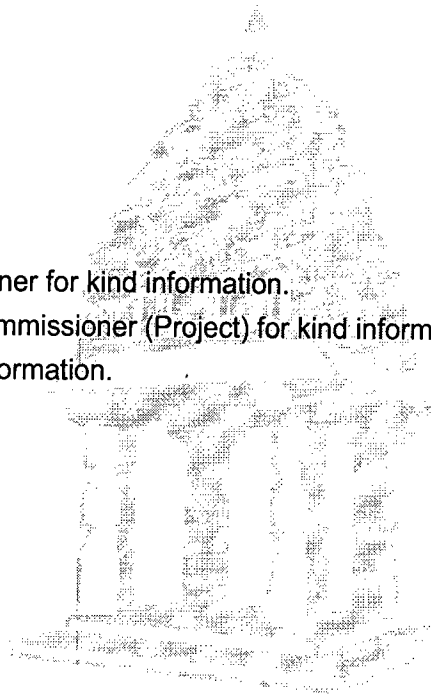 ner for kind information.
mmissioner (Project) for kind inform
ormation.